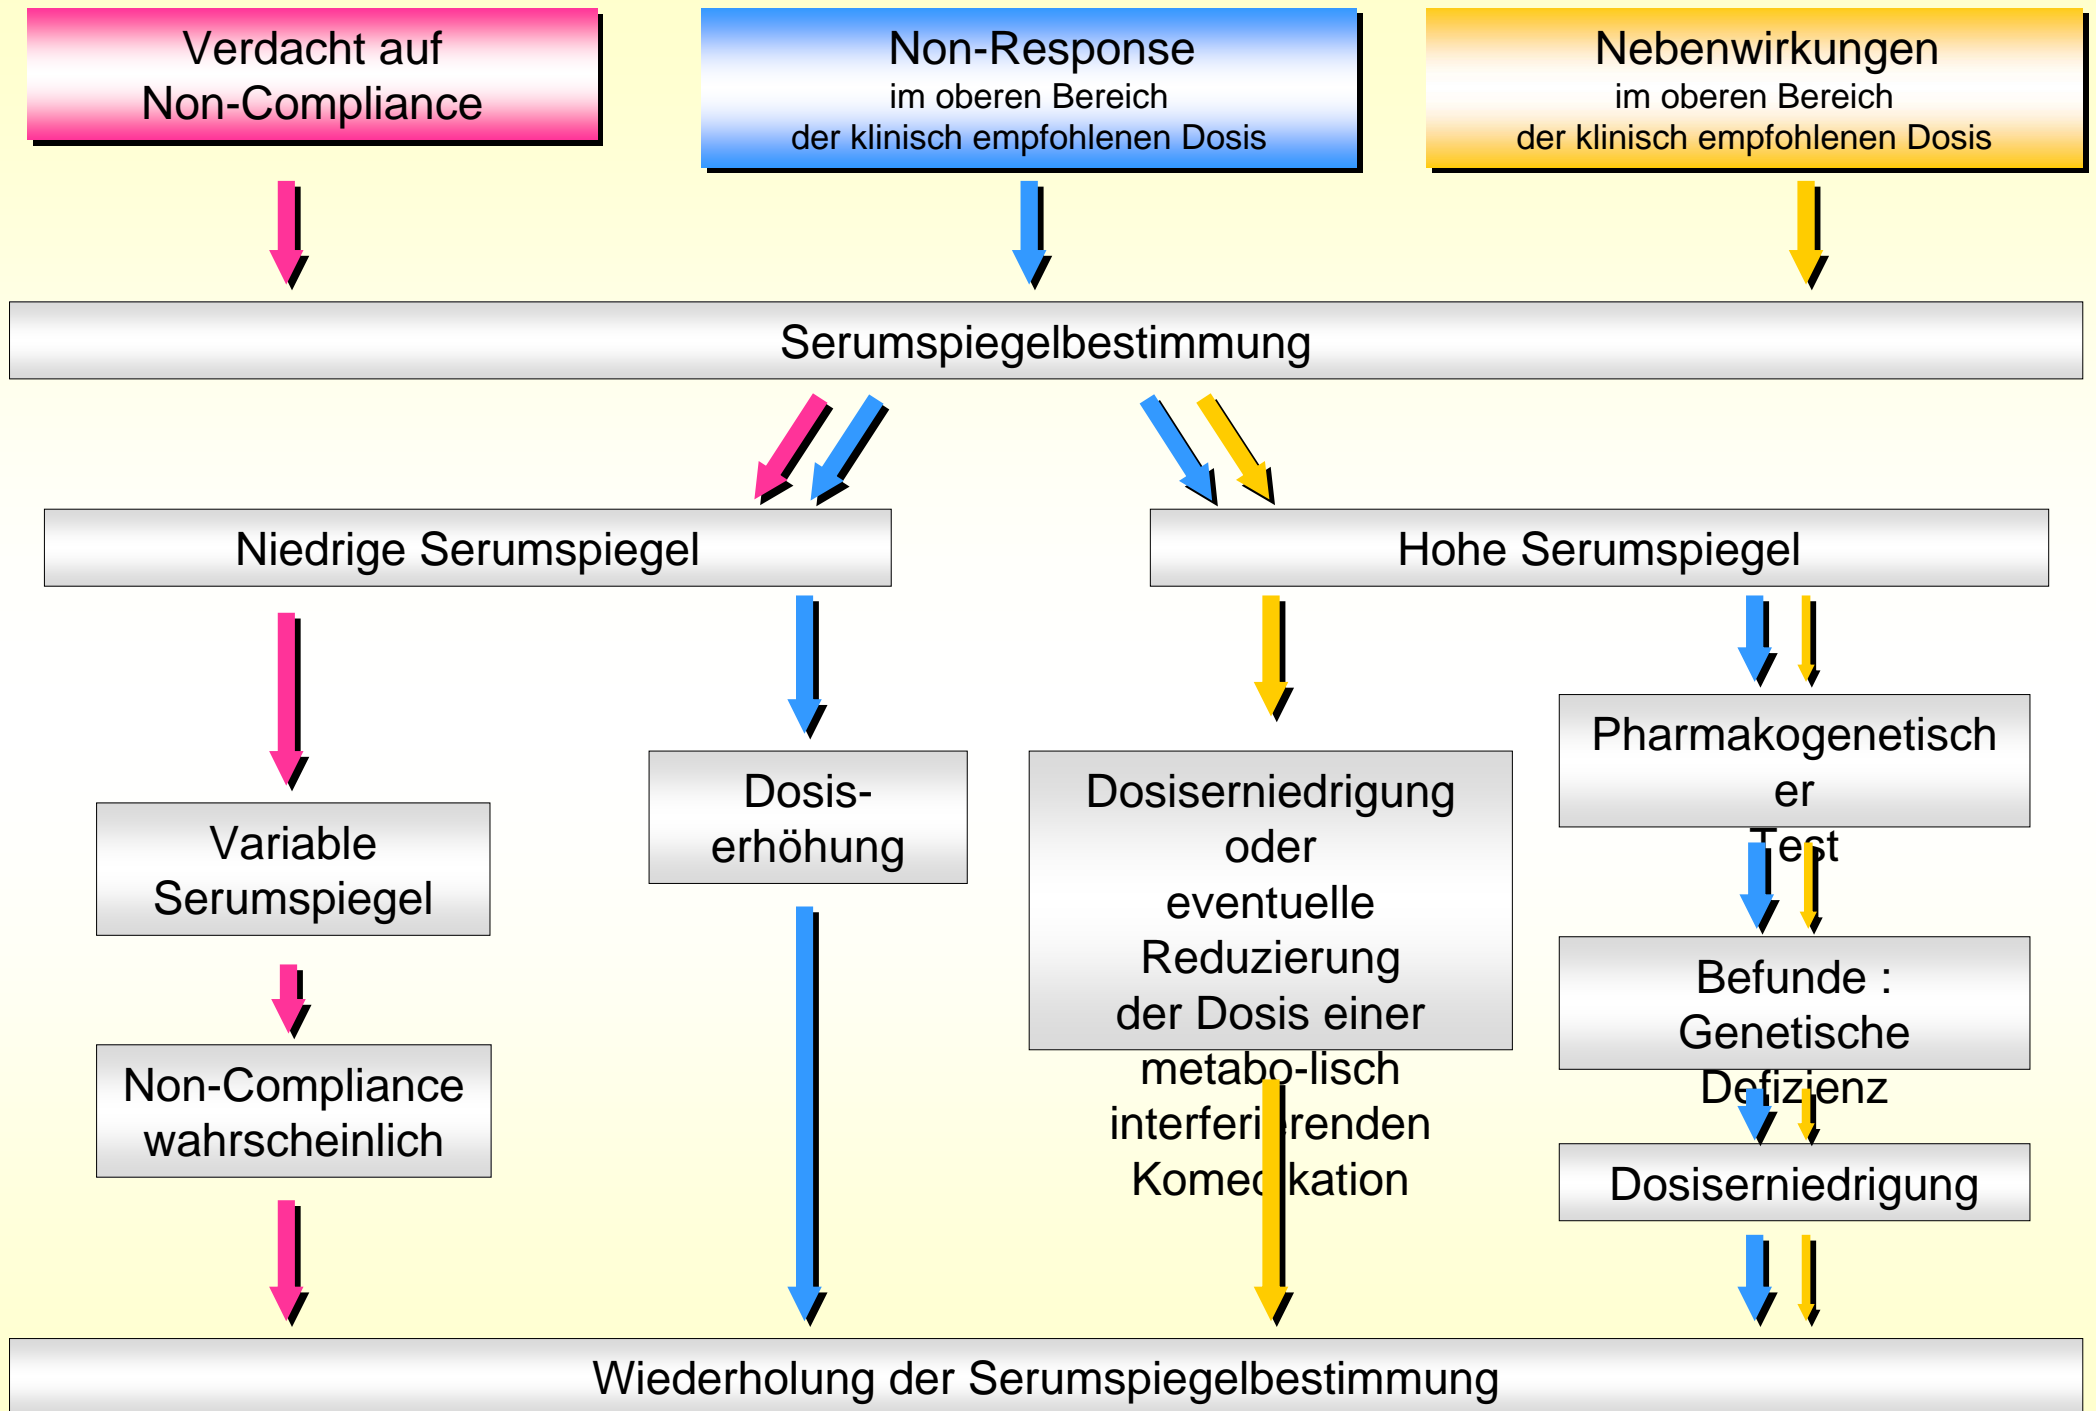 Verdacht auf
Non-Compliance
Non-Response
im oberen Bereich
der klinisch empfohlenen Dosis
Nebenwirkungen
im oberen Bereich
der klinisch empfohlenen Dosis
Serumspiegelbestimmung
Niedrige Serumspiegel
Hohe Serumspiegel
Variable
Serumspiegel
Non-Compliance
wahrscheinlich
Dosis-
erhöhung
Dosiserniedrigung
oder
eventuelle
Reduzierung
der Dosis einer
metabo-lisch
interferierenden
Komedikation
Pharmakogenetisch
er
Test
Befunde :
Genetische
Defizienz
Dosiserniedrigung
Wiederholung der Serumspiegelbestimmung